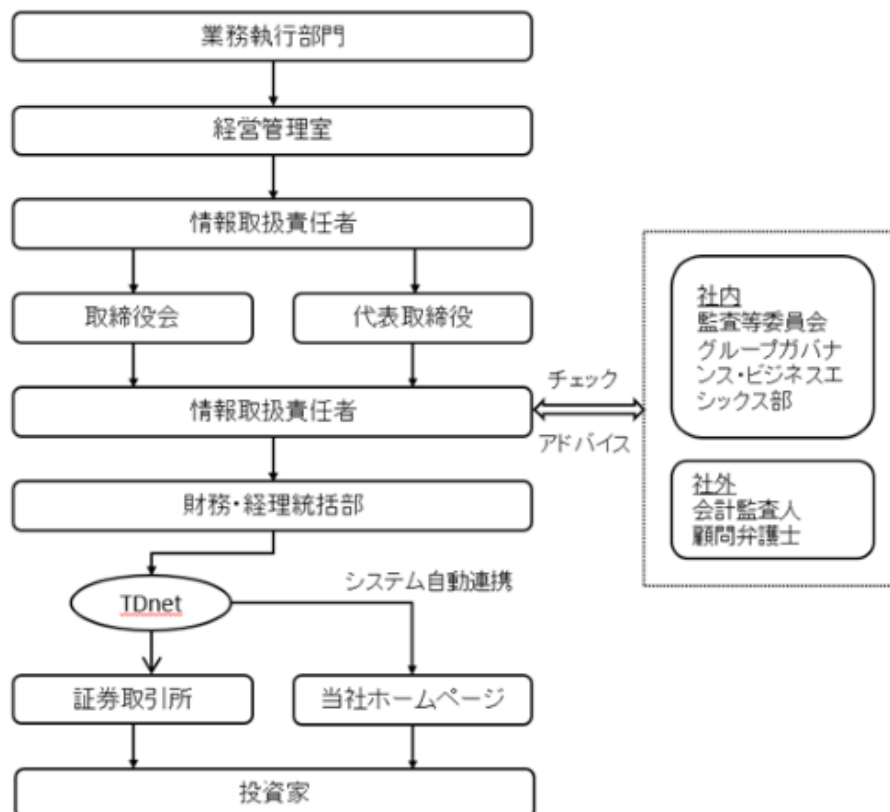 業務執行部門
経営管理室
情報取扱責任者
取締役会
代表取締役
情報取扱責任者
チェック
アドバイス
社内
監査等委員会
グループガバナ
ンス・ビジネスエ
シックス部
社外
会計監査人
顧問弁護士
財務・経理統括部
システム自動連携
TDnet
証券取引所
当社ホームページ
投資家